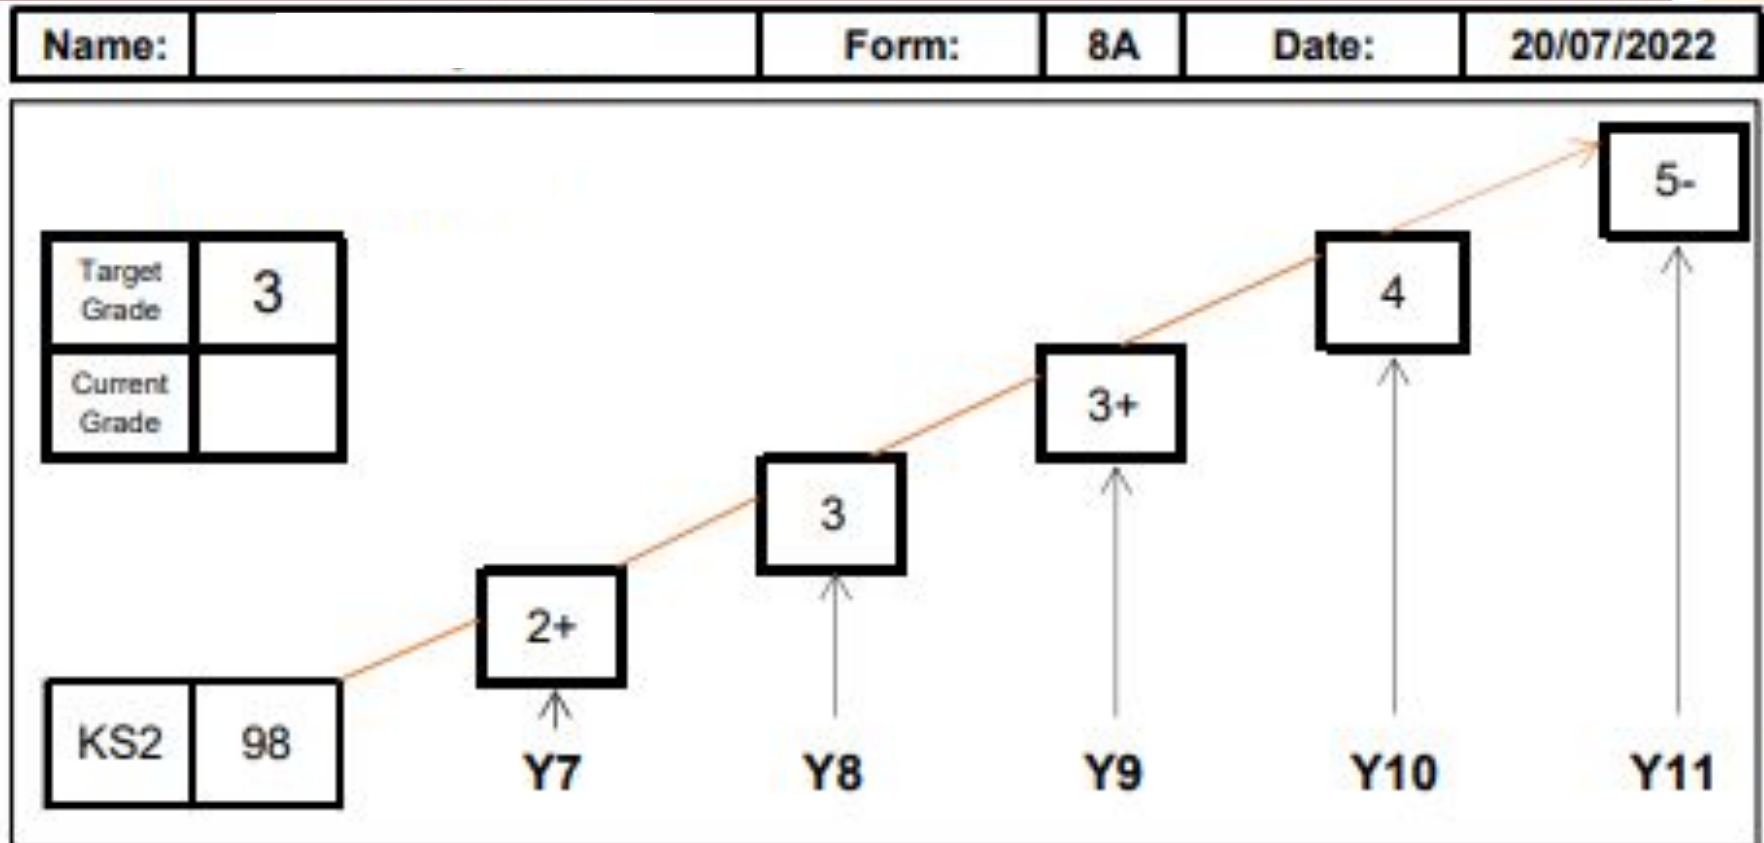 Name: Form: 8A Date: 20/07/2022
5-
Target
Grade 3
4
Current
Grade
3+
3
2+
KS2 98
Y7 Y8 Y9 Y10 Y11